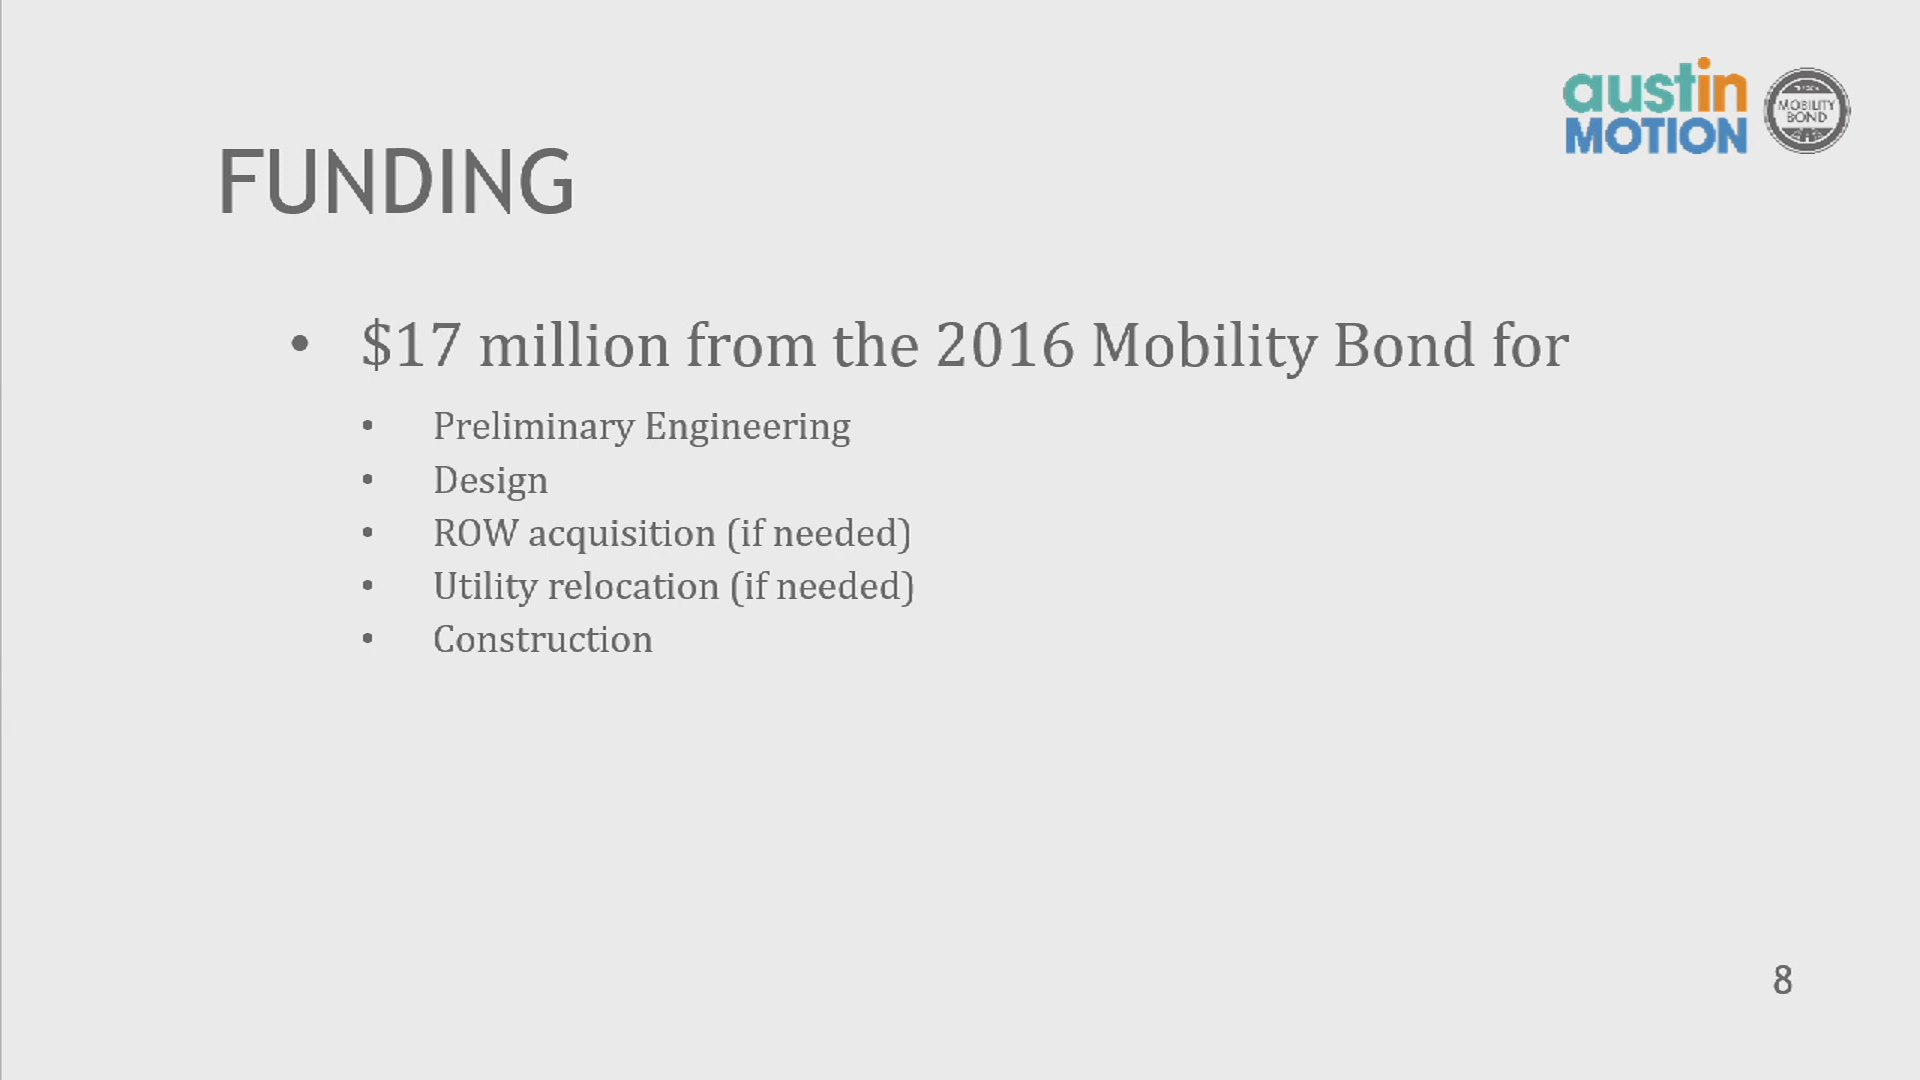 austin
MOTION
MOBILITY
BOND
FUNDING
• $17 million from the 2016 Mobility Bond for
• Preliminary Engineering
• Design
• ROW acquisition (if needed)
• Utility relocation (if needed)
• Construction
8